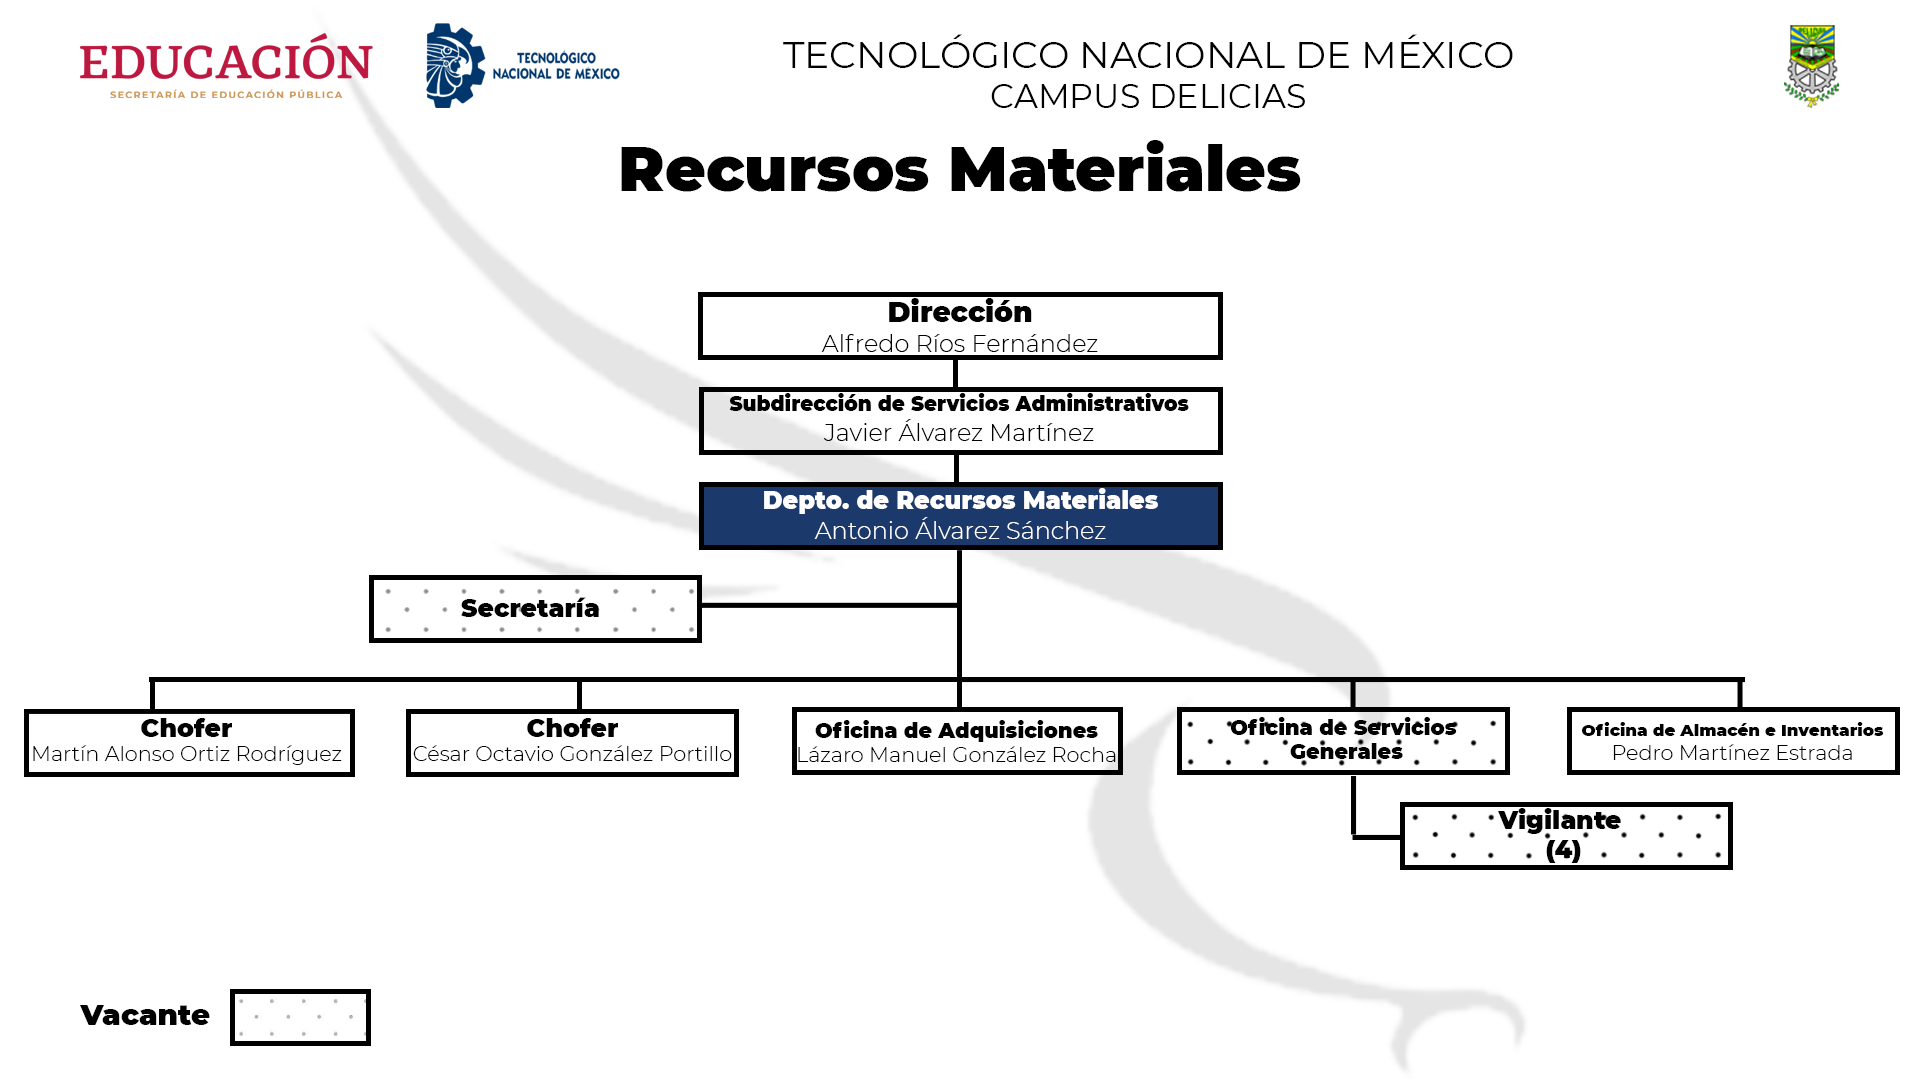 EDUCACIÓN
SECRETARÍA DE EDUCACIÓN PÚBLICA
TECNOLÓGICO
NACIONAL DE MÉXICO
TECNOLÓGICO NACIONAL DE MÉXICO
CAMPUS DELICIAS
Recursos Materiales
Dirección
Alfredo Ríos Fernández
Subdirección de Servicios Administrativos
Javier Álvarez Martínez
Depto. de Recursos Materiales
Antonio Álvarez Sánchez
Secretaría
Chofer
Martín Alonso Ortiz Rodríguez
Chofer
César Octavio González Portillo
Oficina de Adquisiciones
Lázaro Manuel González Rocha
Oficina de Servicios
Generales
Oficina de Almacén e Inventarios
Pedro Martínez Estrada
Vigilante
(4)
Vacante